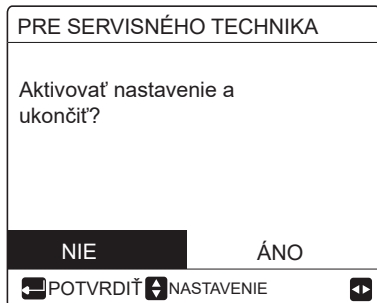 PRE SERVISNÉHO TECHNIKA
Aktivovať nastavenie a
ukončiť?
NIE ÁNO
POTVRDIŤ NASTAVENIE